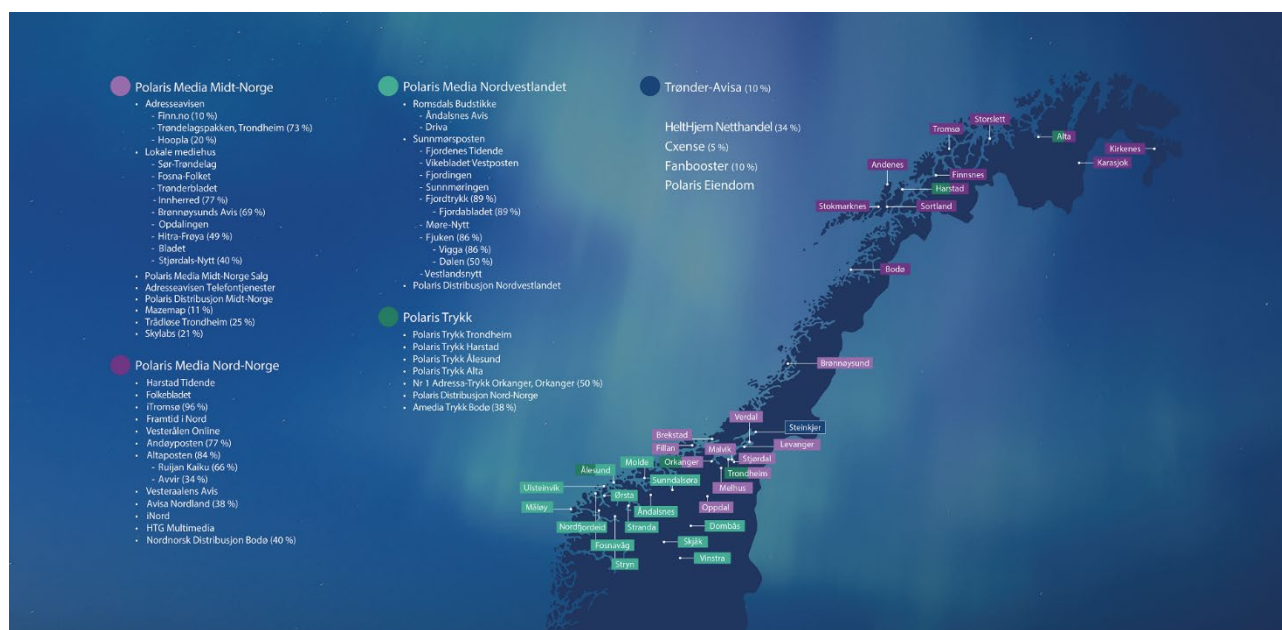 Polaris Media Midt-Norge
• Adresseavisen
- Finn.no (10 %)
- Trøndelagspakken, Trondheim (73 %)
- Hoopla (20 %)
• Lokale mediehus
- Sør-Trøndelag
- Fosna-Folket
- Trønderbladet
- Innherred (77 %)
- Brønnøysunds Avis (69 %)
- Opdalingen
- Hitra-Frøya (49 %)
- Bladet
- Stjørdals-Nytt (40 %)
• Polaris Media Midt-Norge Salg
• Adresseavisen Telefontjenester
• Polaris Distribusjon Midt-Norge
• Mazemap (11 %)
• Trådløse Trondheim (25 %)
• Skylabs (21 %)
Polaris Media Nord-Norge
• Harstad Tidende
• Folkebladet
• iTromsø (96 %)
• Framtid i Nord
• Vesterålen Online
• Andøyposten (77 %)
• Altaposten (84 %)
- Ruijan Kaiku (66 %)
- Avvir (34 %)
• Vesteraalens Avis
• Avisa Nordland (38 %)
• iNord
• HTG Multimedia
• Nordnorsk Distribusjon Bodø (40 %)
Polaris Media Nordvestlandet
• Romsdals Budstikke
- Åndalsnes Avis
- Driva
• Sunnmørsposten
- Fjordenes Tidende
- Vikebladet Vestposten
- Fjordingen
- Sunnmøringen
- Fjordtrykk (89 %)
- Fjordabladet (89 %)
- Møre-Nytt
- Fjuken (86 %)
- Vigga (86 %)
- Dølen (50 %)
-Vestlandsnytt
• Polaris Distribusjon Nordvestlandet
Polaris Trykk
• Polaris Trykk Trondheim
• Polaris Trykk Harstad
• Polaris Trykk Ålesund
• Polaris Trykk Alta
• Nr 1 Adressa-Trykk Orkanger, Orkanger (50 %)
• Polaris Distribusjon Nord-Norge
• Amedia Trykk Bodø (38 %)
Trønder-Avisa (10 %)
HeltHjem Netthandel (34 %)
Cxense (5 %)
Fanbooster (10 %)
Polaris Eiendom
Storslett
Tromsø
Alta
Kirkenes
Karasjok
Andenes
Finnsnes
Harstad
Stokmarknes
Sortland
Bodø
Brønnøysund
Verdal
Steinkjer
Brekstad
Levanger
Fillan
Malvik
Stjørdal
Orkanger
Molde
Ålesund
Trondheim
Sunndalsøra
Melhus
Ulsteinvik
Ørsta
Måløy
Åndalsnes
Oppdal
Nordfjordeid
Stranda
Dombås
Fosnavåg
Skjåk
Stryn
Vinstra